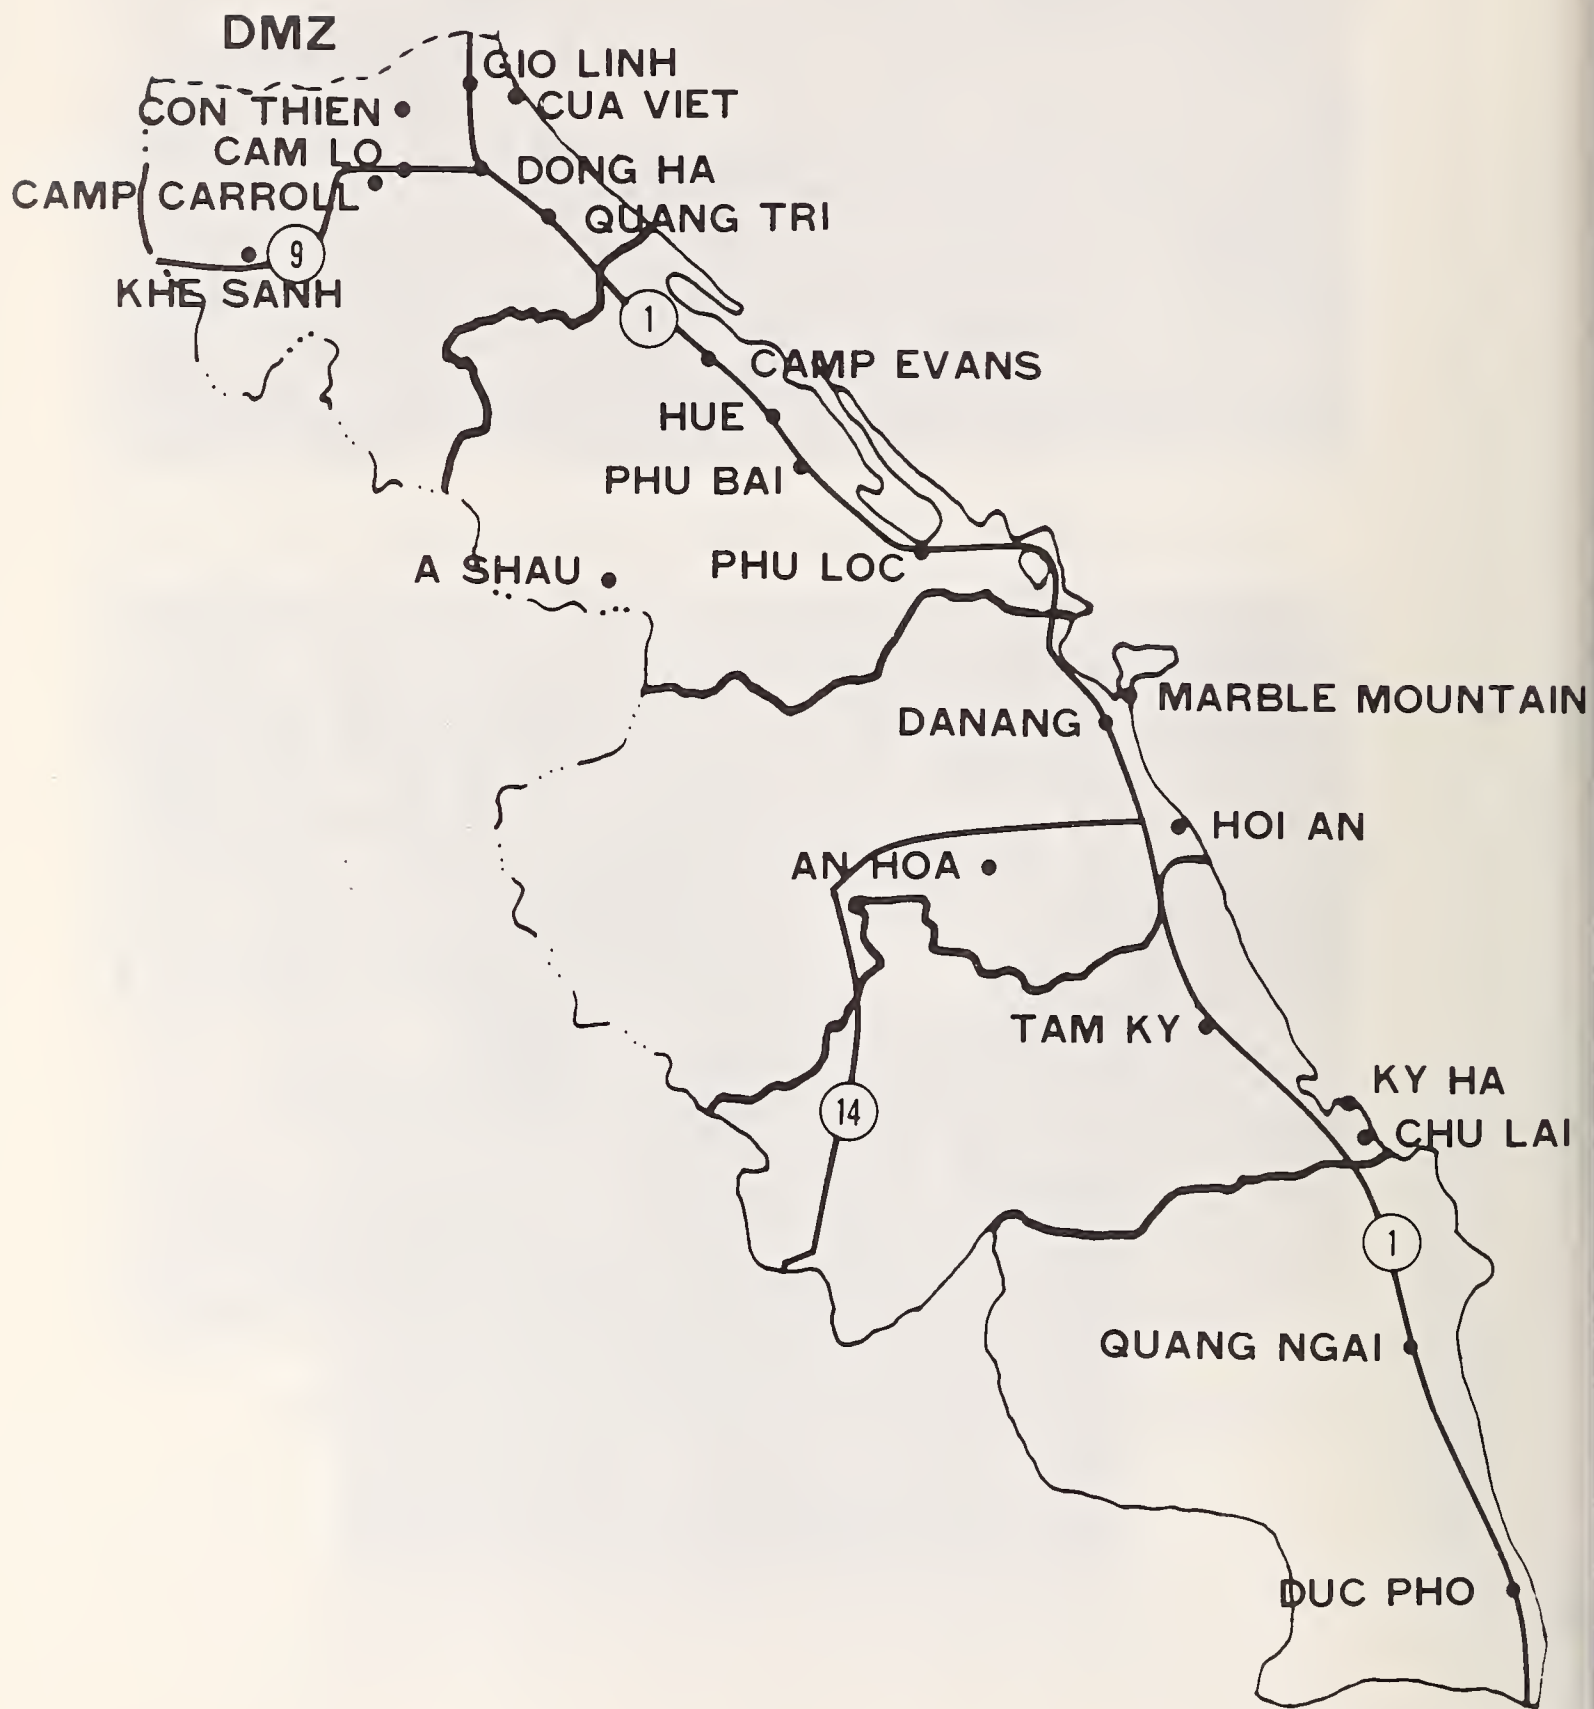 DMZ
GIO LINH
CON THIEN
CUA VIET
CAM LO
DONG HA
CAMP CARROLL
QUANG TRI
9
KHE SANH
1
CAMP EVANS
HUE
PHU BAI
A SHAU
PHU LOC
MARBLE MOUNTAIN
DANANG
HOI AN
AN HOA
TAM KY
KY HA
14
CHU LAI
1
QUANG NGAI
DUC PHO